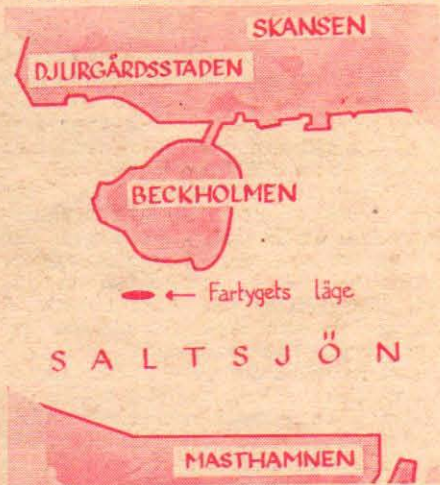 SKANSEN
DJURGÅRDSSTADEN
BECKHOLMEN
← Fartygets läge
SALTSJÖN
MASTHAMNEN